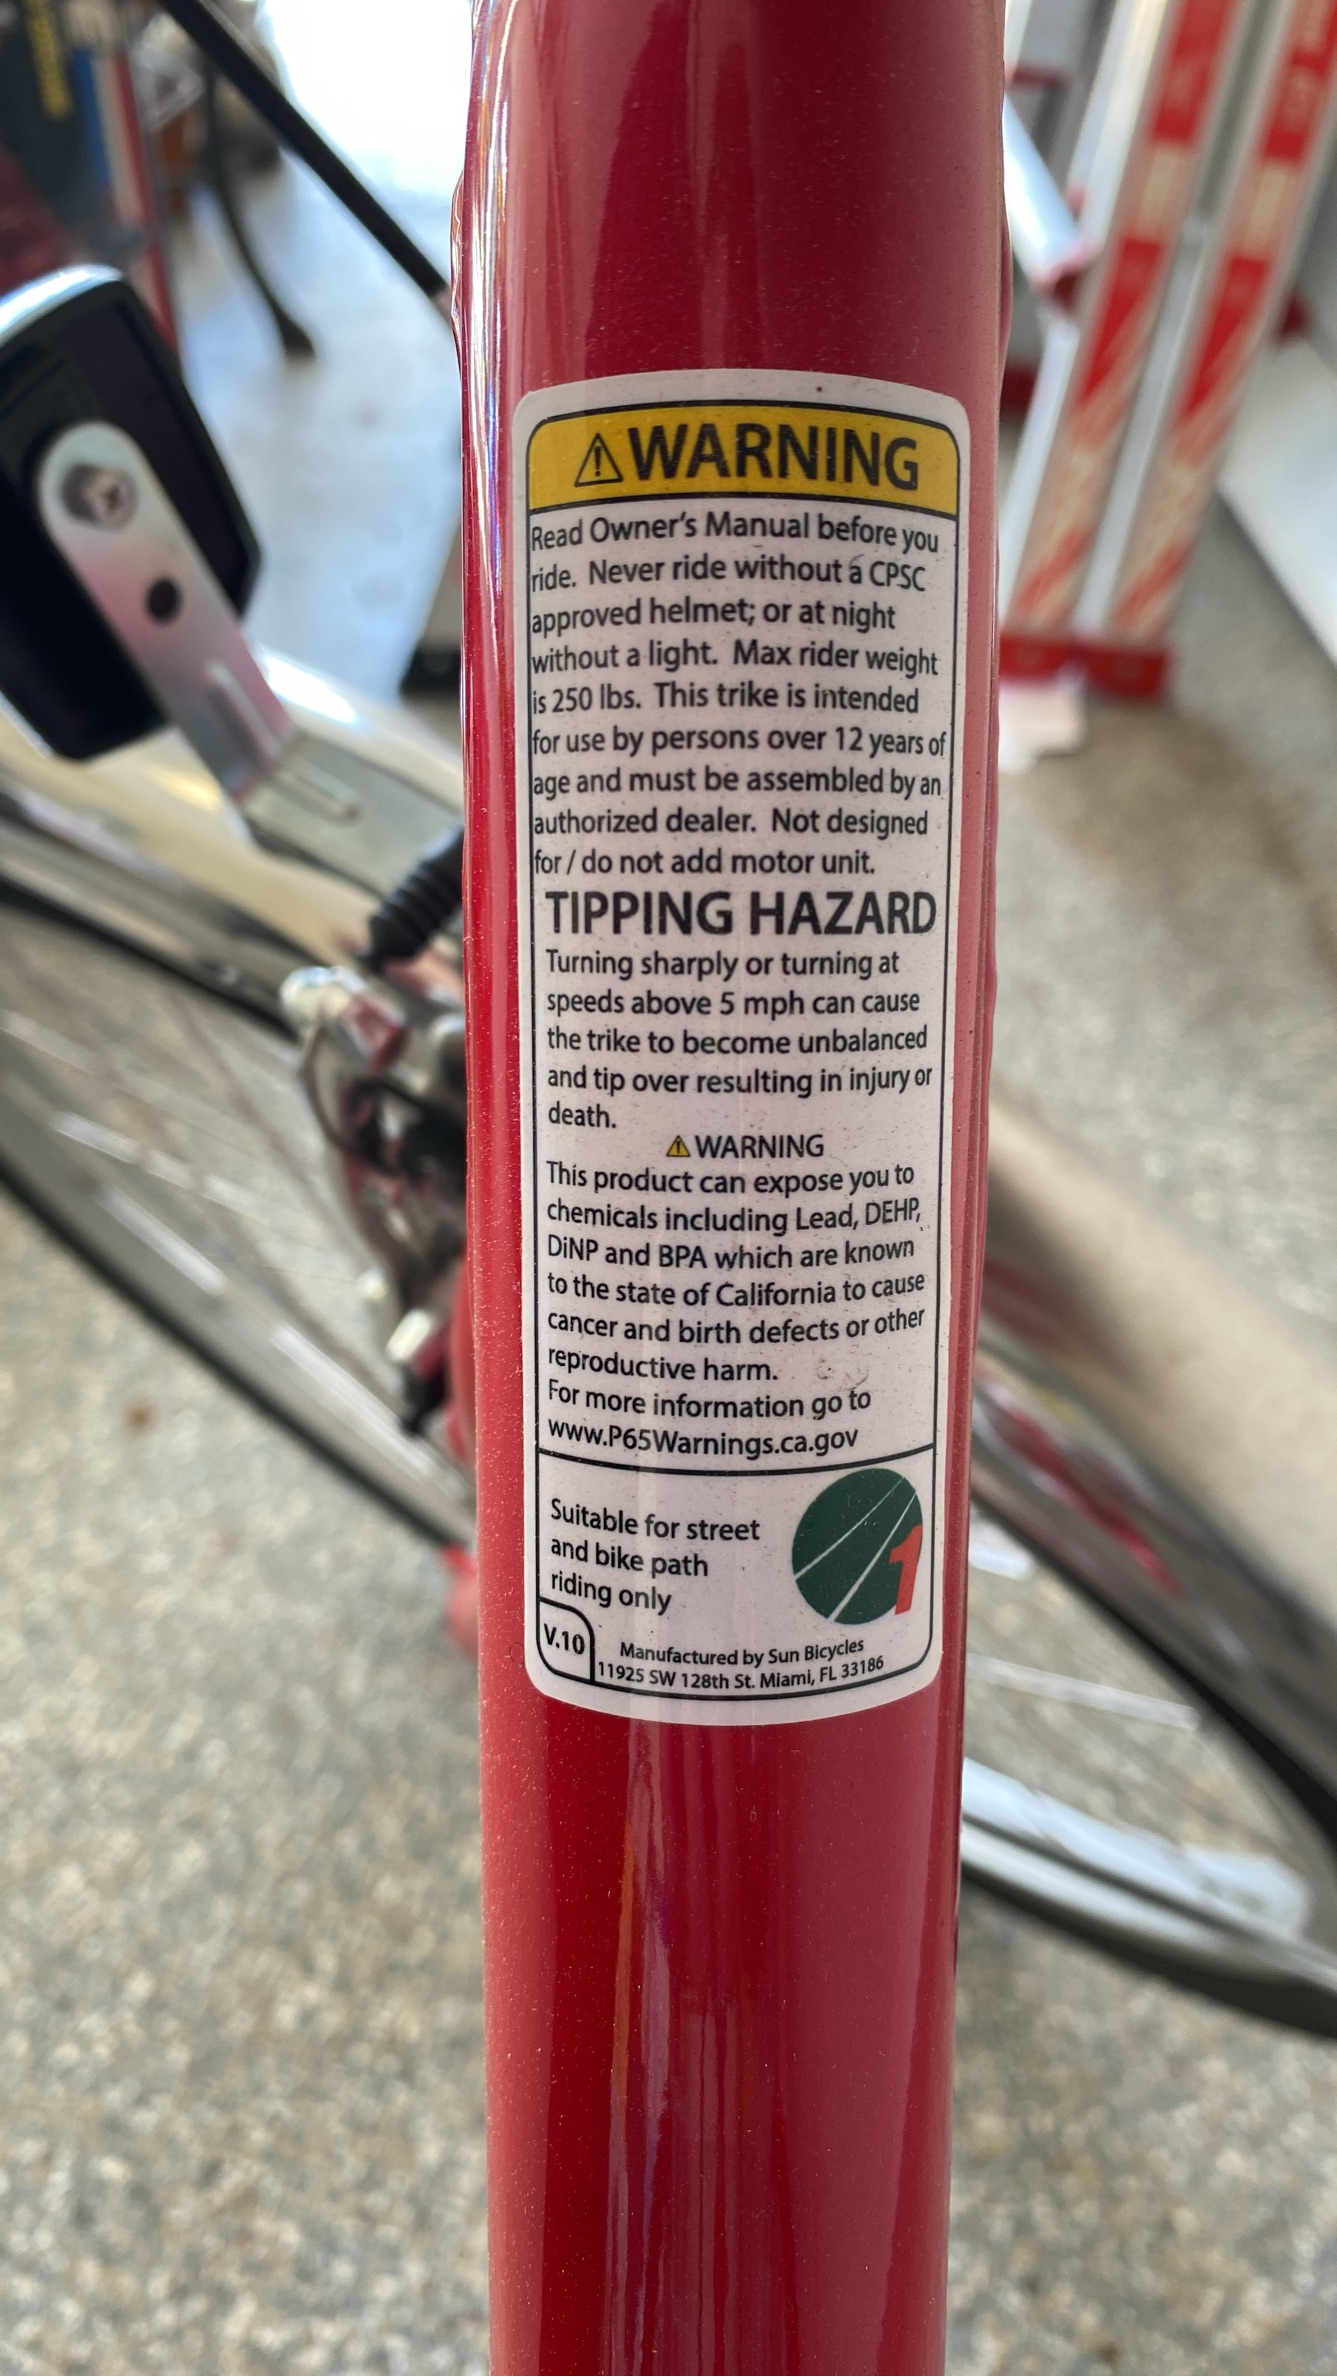 WARNING
Read Owner's Manual before you
ride. Never ride without a CPSC
approved helmet; or at night
without a light. Max rider weight
is 250 lbs. This trike is intended
for use by persons over 12 years of
age and must be assembled by an
authorized dealer. Not designed
for / do not add motor unit.
TIPPING HAZARD
Turning sharply or turning at
speeds above 5 mph can cause
the trike to become unbalanced
and tip over resulting in injury or
death.
WARNING
This product can expose you to
chemicals including Lead, DEHP,
DiNP and BPA which are known
to the state of California to cause
cancer and birth defects or other
reproductive harm.
For more information go to
www.P65Warnings.ca.gov
Suitable for street
and bike path
riding only
1
V.10
Manufactured by Sun Bicycles
11925 SW 128th St. Miami, FL 33186